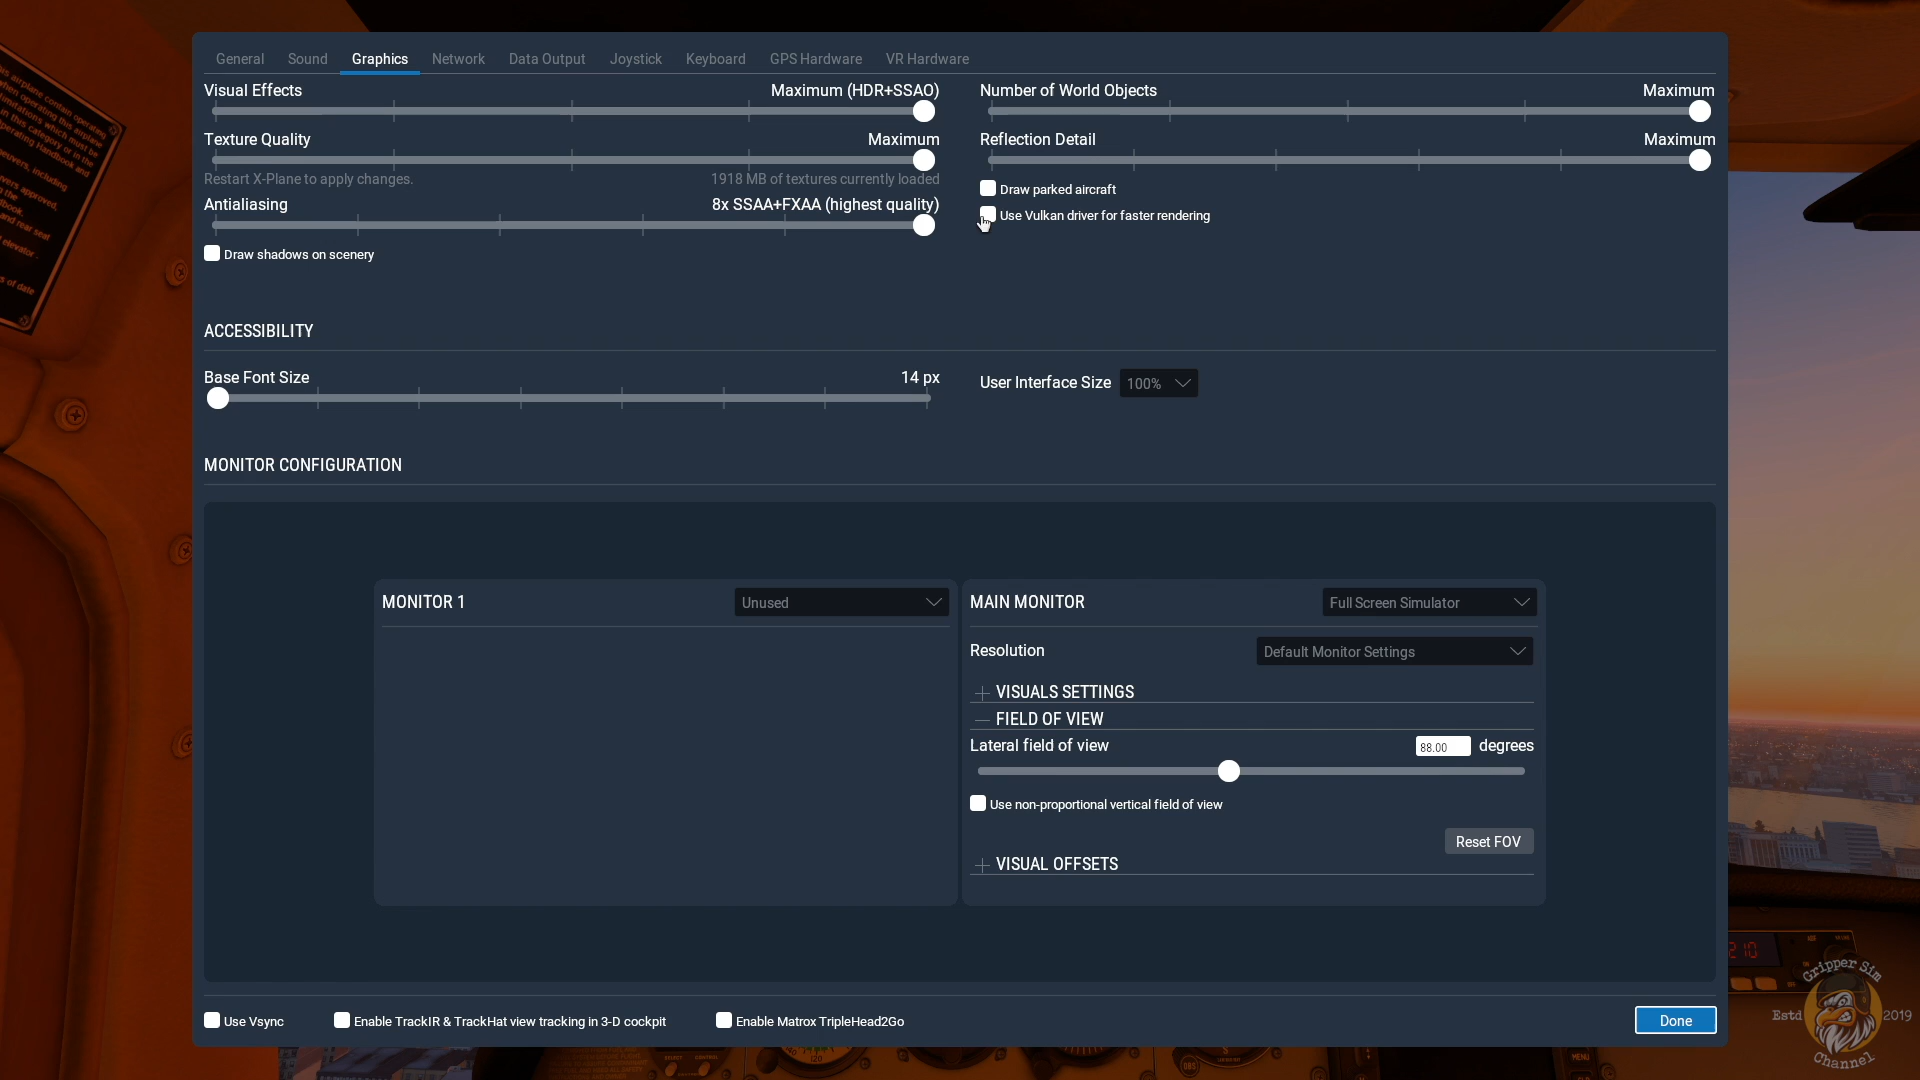 General Sound Graphics Network Data Output Joystick Keyboard GPS Hardware VR Hardware
Visual Effects Maximum (HDR+SSAO)
Texture Quality Maximum
Restart X-Plane to apply changes. 1918 MB of textures currently loaded
Antialiasing 8x SSAA+FXAA (highest quality)
Draw shadows on scenery
Number of World Objects Maximum
Reflection Detail Maximum
Draw parked aircraft
Use Vulkan driver for faster rendering
ACCESSIBILITY
Base Font Size 14 px
User Interface Size 100%
MONITOR CONFIGURATION
MONITOR 1 Unused
MAIN MONITOR Full Screen Simulator
Resolution Default Monitor Settings
VISUALS SETTINGS
FIELD OF VIEW
Lateral field of view 88.00 degrees
Use non-proportional vertical field of view
Reset FOV
VISUAL OFFSETS
Use Vsync Enable TrackIR & TrackHat view tracking in 3-D cockpit Enable Matrox TripleHead2Go
Done
210
Gripper Sim
Estd 2019
Channel
MENU